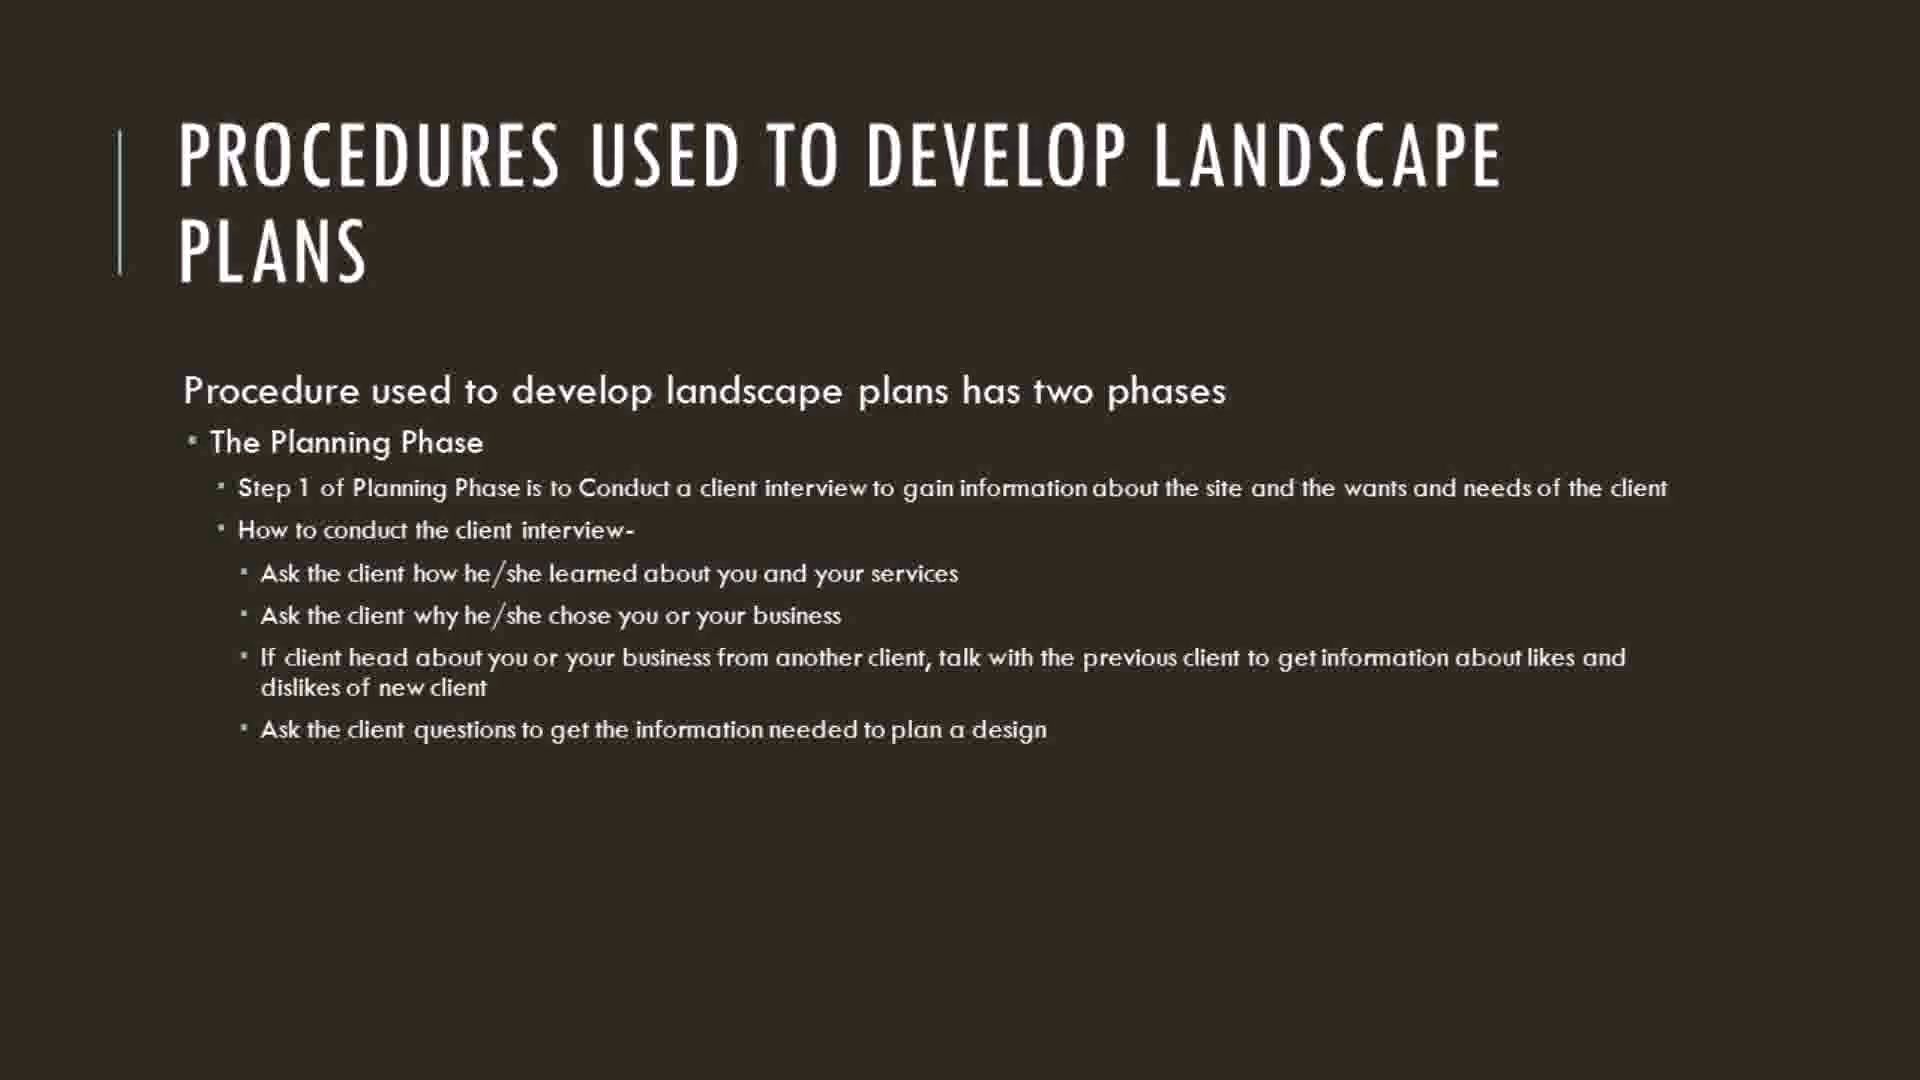 PROCEDURES USED TO DEVELOP LANDSCAPE
PLANS
Procedure used to develop landscape plans has two phases
▪ The Planning Phase
▪ Step 1 of Planning Phase is to Conduct a client interview to gain information about the site and the wants and needs of the client
▪ How to conduct the client interview-
▪ Ask the client how he/she learned about you and your services
▪ Ask the client why he/she chose you or your business
▪ If client head about you or your business from another client, talk with the previous client to get information about likes and
dislikes of new client
▪ Ask the client questions to get the information needed to plan a design